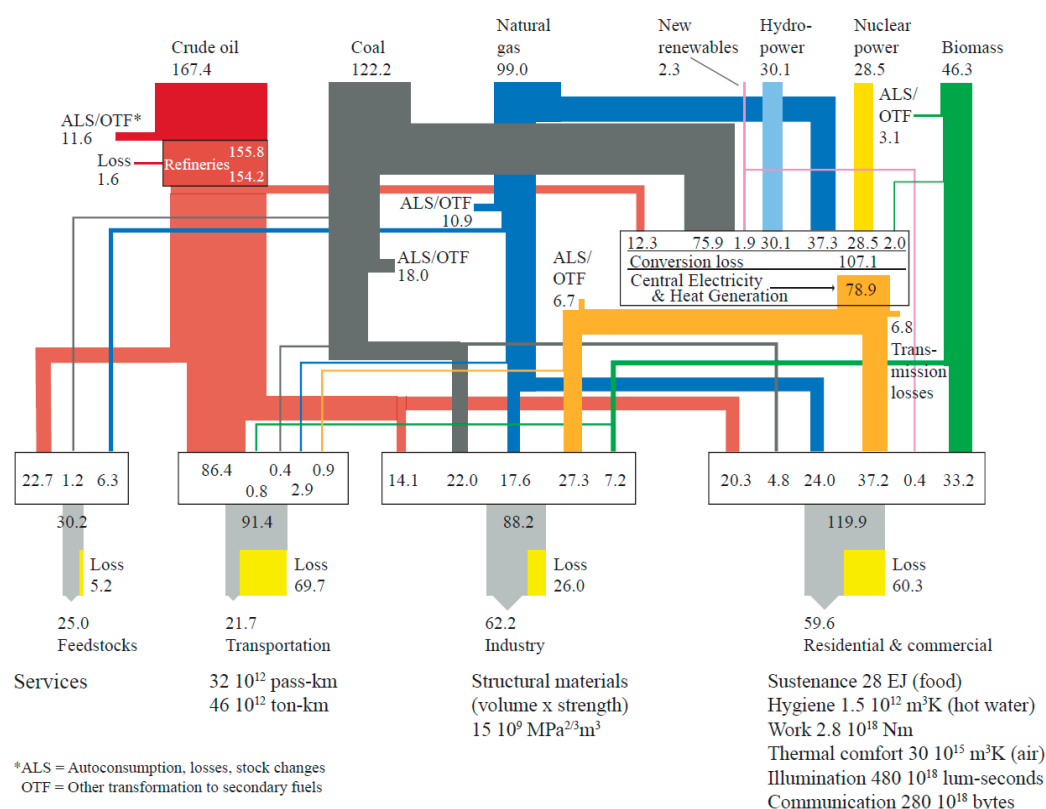 Crude oil
167.4
Coal
122.2
Natural
gas
99.0
New
renewables
2.3
Hydro-
power
30.1
Nuclear
power
28.5
Biomass
46.3
ALS/OTF*
11.6
Loss
1.6
Refineries
155.8
154.2
ALS/OTF
10.9
ALS/OTF
18.0
ALS/
OTF
6.7
ALS/
OTF
3.1
12.3 75.9 1.9 30.1 37.3 28.5 2.0
Conversion loss 107.1
Central Electricity
& Heat Generation
78.9
6.8
Trans-
mission
losses
22.7 1.2 6.3
86.4 0.8 0.4 2.9 0.9
14.1 22.0 17.6 27.3 7.2
20.3 4.8 24.0 37.2 0.4 33.2
30.2
Loss
5.2
25.0
Feedstocks
91.4
Loss
69.7
21.7
Transportation
88.2
Loss
26.0
62.2
Industry
119.9
Loss
60.3
59.6
Residential & commercial
Services
32 10¹² pass-km
46 10¹² ton-km
Structural materials
(volume x strength)
15 10⁹ MPa²ᐟ³m³
Sustenance 28 EJ (food)
Hygiene 1.5 10¹² m³K (hot water)
Work 2.8 10¹⁸ Nm
Thermal comfort 30 10¹⁵ m³K (air)
Illumination 480 10¹⁸ lum-seconds
Communication 280 10¹⁸ bytes
*ALS = Autoconsumption, losses, stock changes
OTF = Other transformation to secondary fuels